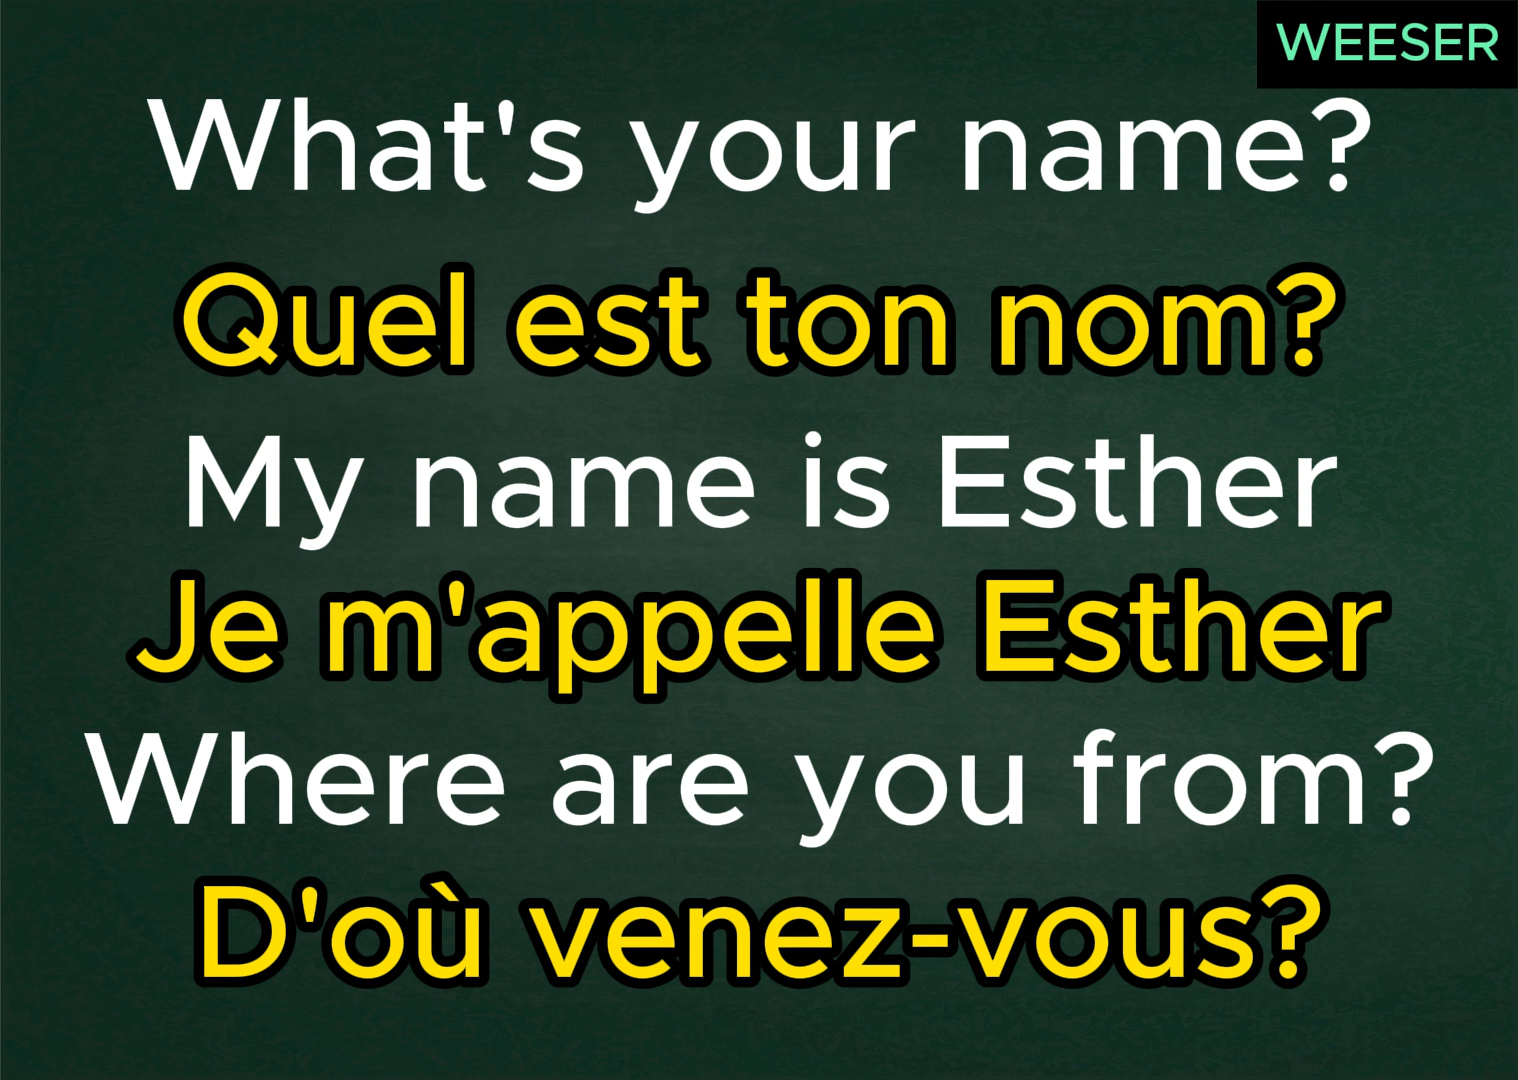 WEESER
What's your name?
Quel est ton nom?
My name is Esther
Je m'appelle Esther
Where are you from?
D'où venez-vous?